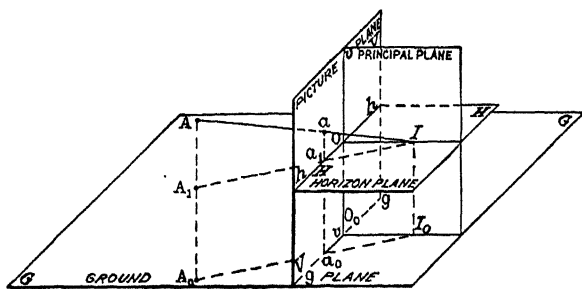 PICTURE PLANE
V
v
PRINCIPAL PLANE
h
H
G
A
a
O
I
a₁
A₁
h
H
HORIZON PLANE
g
O₀
I₀
v
a₀
A₀
V
g
G
GROUND PLANE